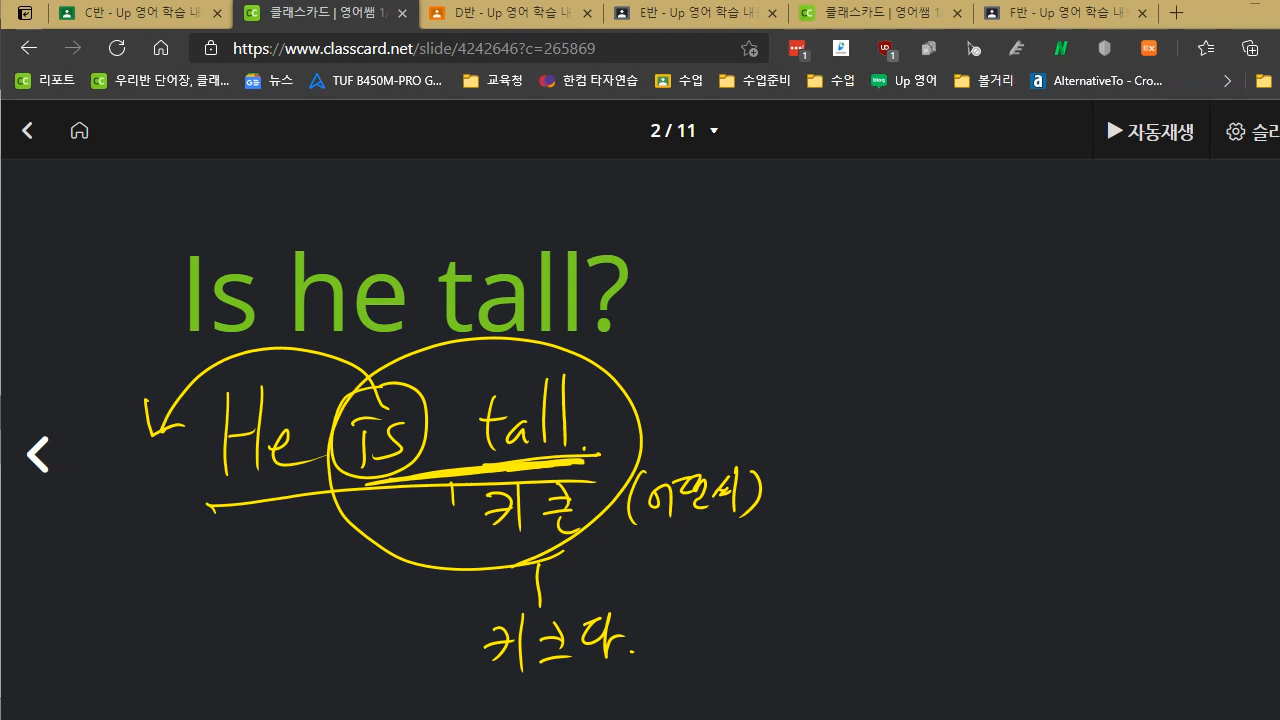 C반 - Up 영어 학습 내
클래스카드 | 영어쌤 1
D반 - Up 영어 학습 내
E반 - Up 영어 학습 내
클래스카드 | 영어쌤 1
F반 - Up 영어 학습 내
https://www.classcard.net/slide/4242646?c=265869
리포트 우리반 단어장, 클래... 뉴스 TUF B450M-PRO G... 교육청 한컴 타자연습 수업 수업준비 수업 Up 영어 볼거리 AlternativeTo - Cro...
2 / 11 자동재생 슬라
Is he tall?
He is tall.
키 큰 (어떤씨)
키 크다.